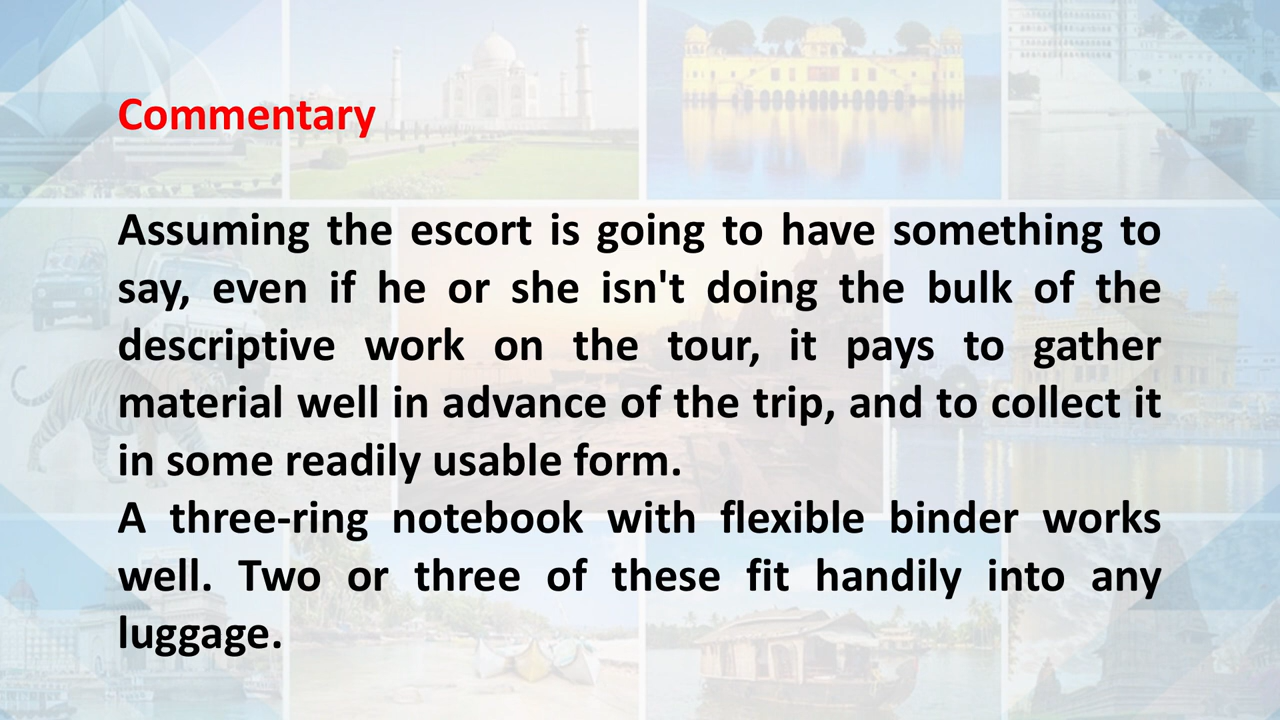 Commentary
Assuming the escort is going to have something to
say, even if he or she isn't doing the bulk of the
descriptive work on the tour, it pays to gather
material well in advance of the trip, and to collect it
in some readily usable form.
A three-ring notebook with flexible binder works
well. Two or three of these fit handily into any
luggage.